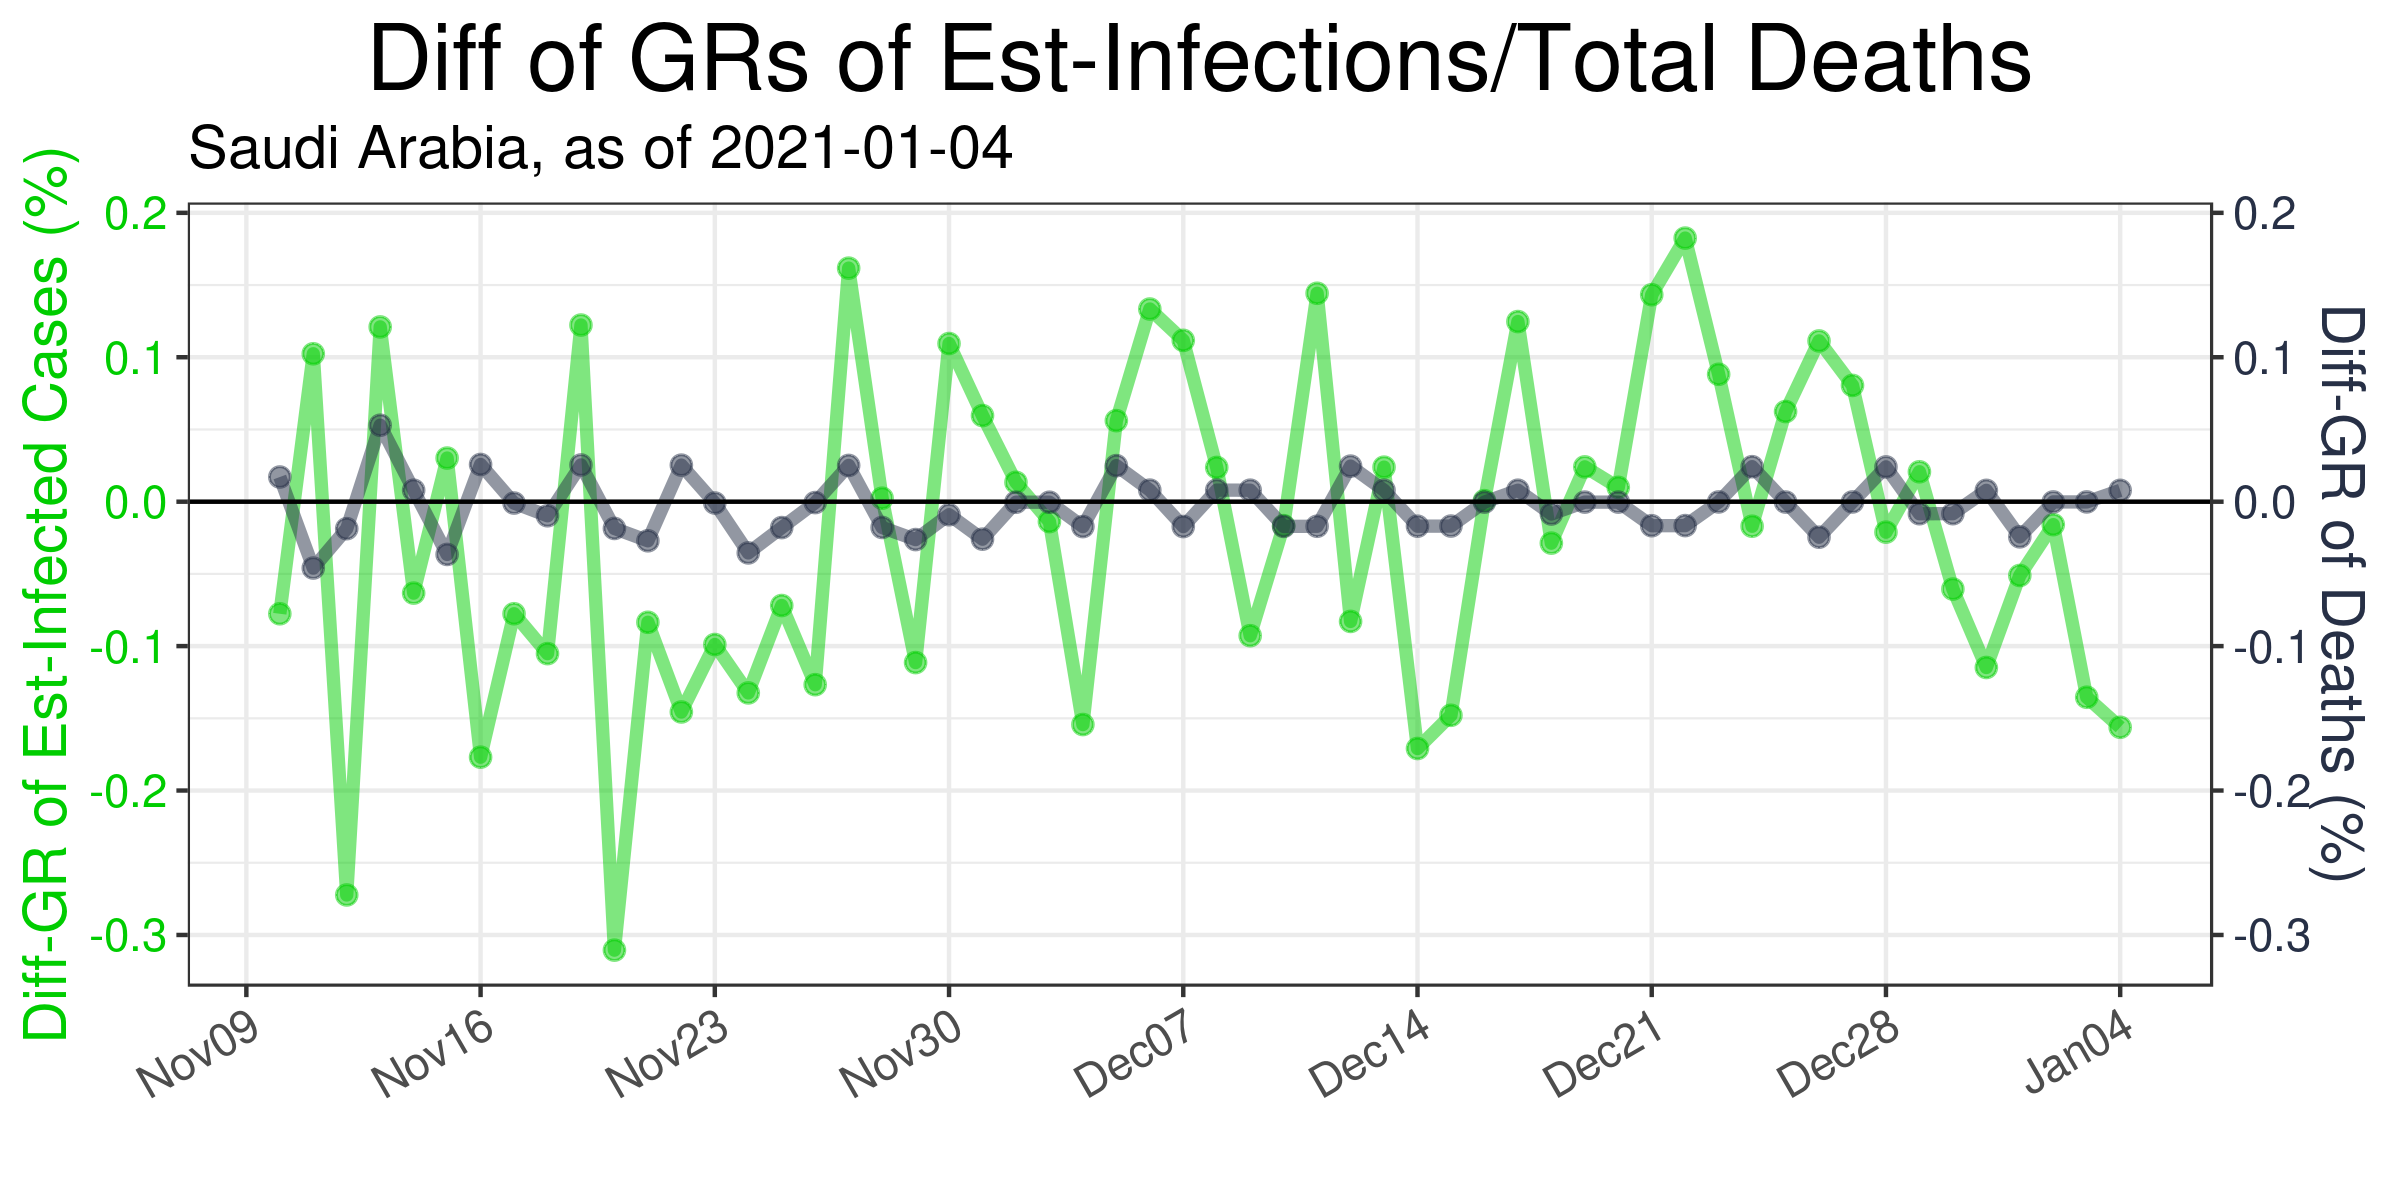 Diff of GRs of Est-Infections/Total Deaths
Saudi Arabia, as of 2021-01-04
Diff-GR of Est-Infected Cases (%)
0.2
0.1
0.0
-0.1
-0.2
-0.3
0.2
0.1
0.0
-0.1
-0.2
-0.3
Diff-GR of Deaths (%)
Nov09
Nov16
Nov23
Nov30
Dec07
Dec14
Dec21
Dec28
Jan04